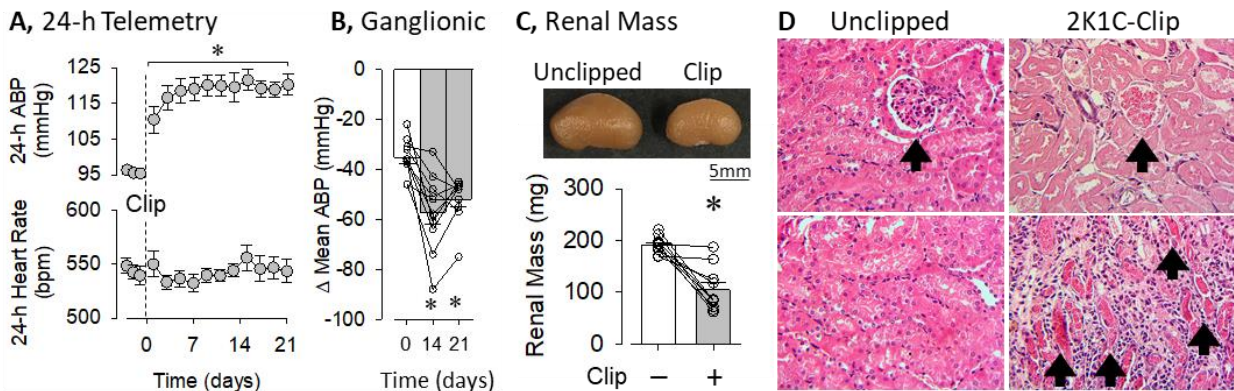 A, 24-h Telemetry
*
24-h ABP
(mmHg)
125
115
105
95
Clip
24-h Heart Rate
(bpm)
600
550
500
0 7 14 21
Time (days)
B, Ganglionic
Δ Mean ABP (mmHg)
0
-20
-40
-60
-80
-100
* *
0 14 21
Time (days)
C, Renal Mass
Unclipped Clip
5mm
Renal Mass (mg)
300
200
100
0
*
Clip − +
D Unclipped 2K1C-Clip